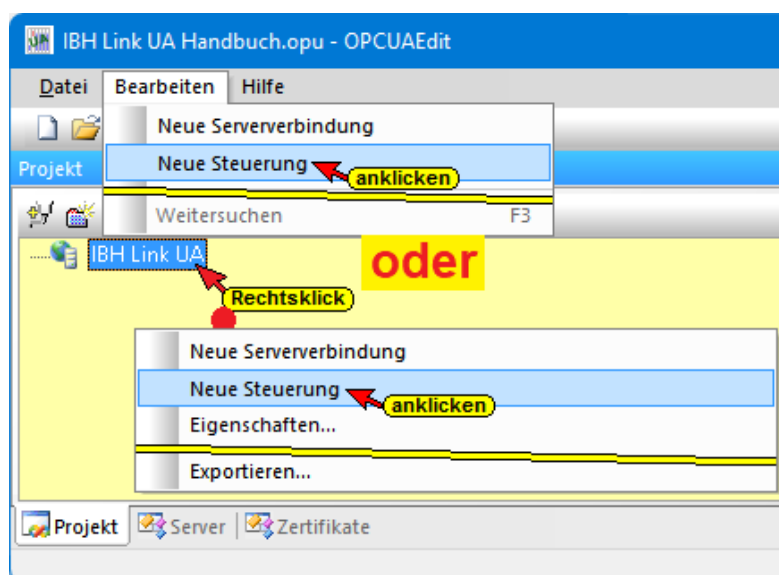 IBH Link UA Handbuch.opu - OPCUAEdit
Datei Bearbeiten Hilfe
Neue Serververbindung
Projekt
Neue Steuerung
anklicken
Weitersuchen F3
IBH Link UA
oder
Rechtsklick
Neue Serververbindung
Neue Steuerung
anklicken
Eigenschaften...
Exportieren...
Projekt Server Zertifikate